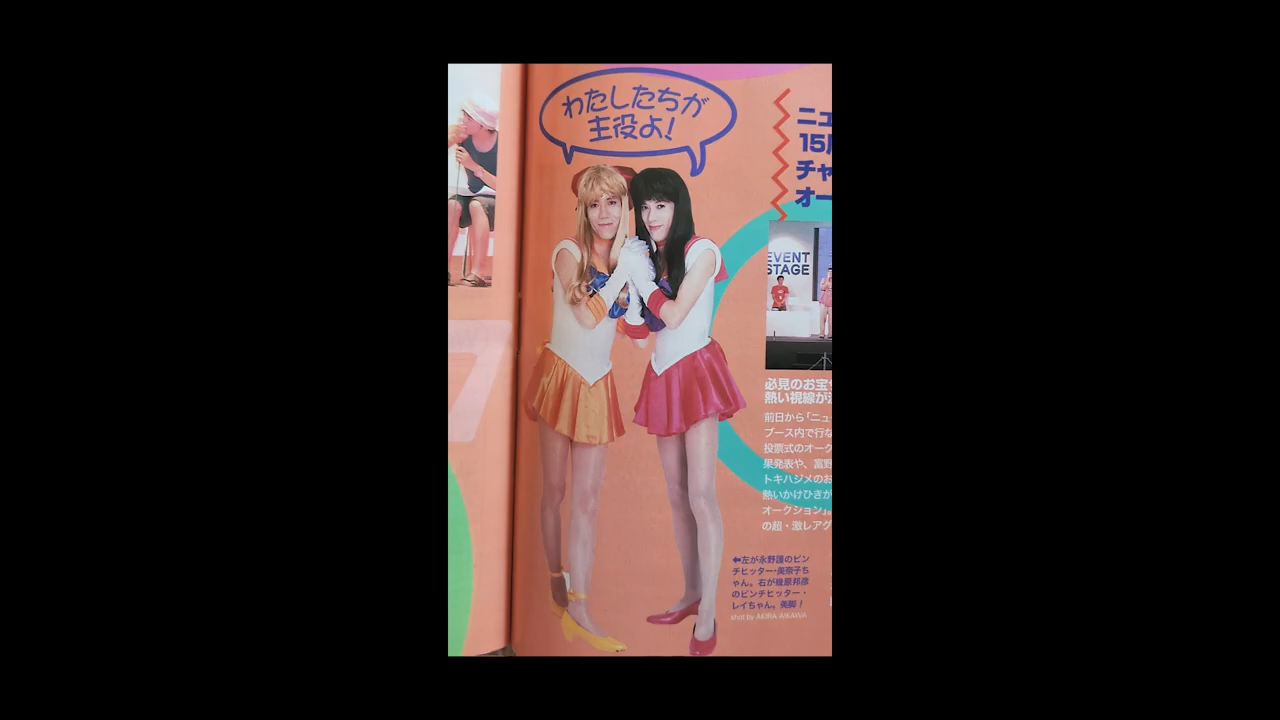 わたしたちが
主役よ!
ニュ
15
チャ
オー
EVENT
STAGE
必見のお宝
熱い視線が
前日から「ニュ
ブース内で行な
投票式のオーク
果発表や、富野
トキハジメのお
熱いかけひきが
オークション」。
の超・激レアグ
⬅左が永野護のピン
チヒッター・美奈子ち
ゃん。右が幾原邦彦
のピンチヒッター・
レイちゃん。美脚!
shot by AKIRA AIKAWA